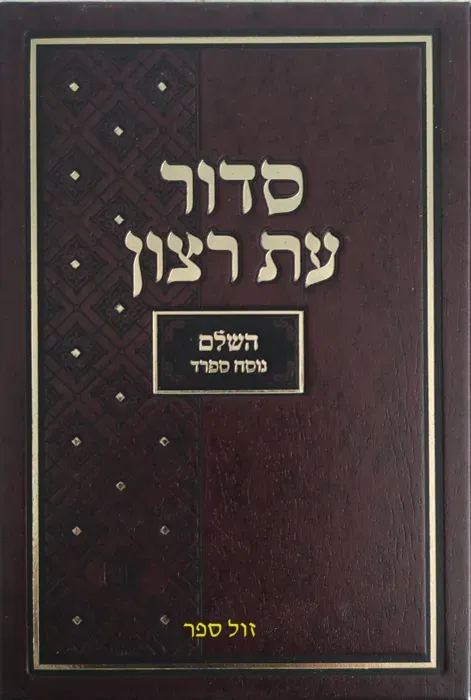 סדור
עת רצון
השלם
נוסח ספרד
זול ספר